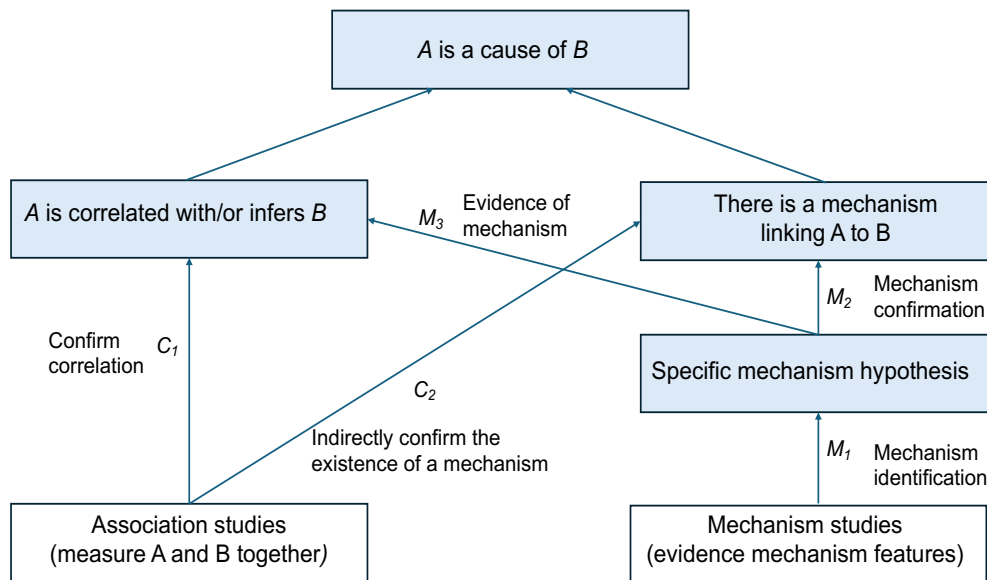 A is a cause of B
A is correlated with/or infers B
M3
Evidence of
mechanism
There is a mechanism
linking A to B
M2
Mechanism
confirmation
Confirm
correlation
C1
C2
Specific mechanism hypothesis
Indirectly confirm the
existence of a mechanism
M1
Mechanism
identification
Association studies
(measure A and B together)
Mechanism studies
(evidence mechanism features)